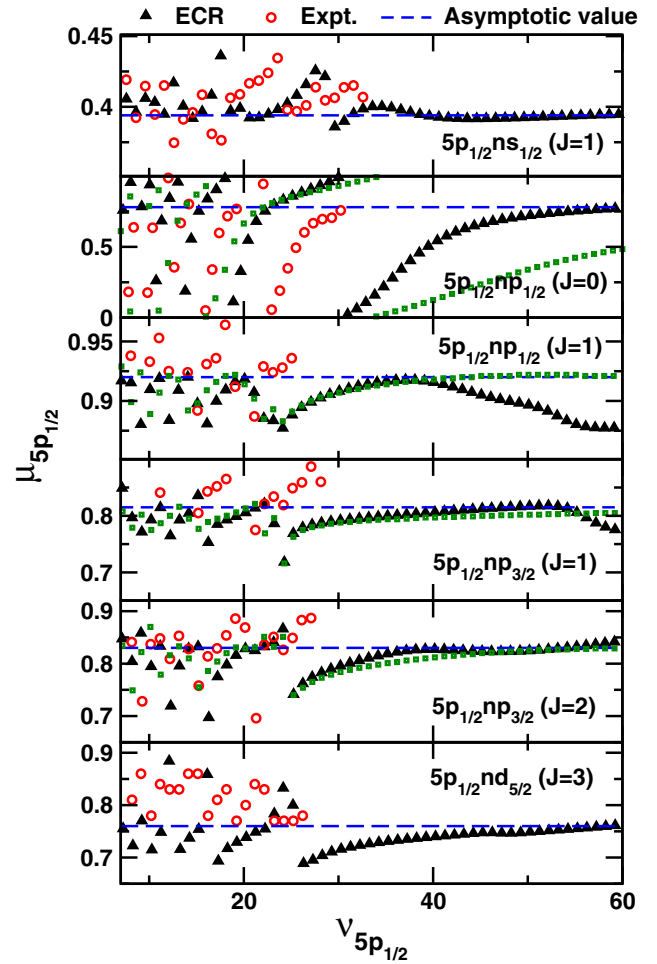 ECR Expt. Asymptotic value
0.45
0.4
5p1/2ns1/2 (J=1)
0.5
5p1/2np1/2 (J=0)
0
5p1/2np1/2 (J=1)
0.95
0.9
0.8
5p1/2np3/2 (J=1)
0.7
0.9
0.8
5p1/2np3/2 (J=2)
0.7
0.9
5p1/2nd5/2 (J=3)
0.8
0.7
20 40 60
μ5p1/2
ν5p1/2